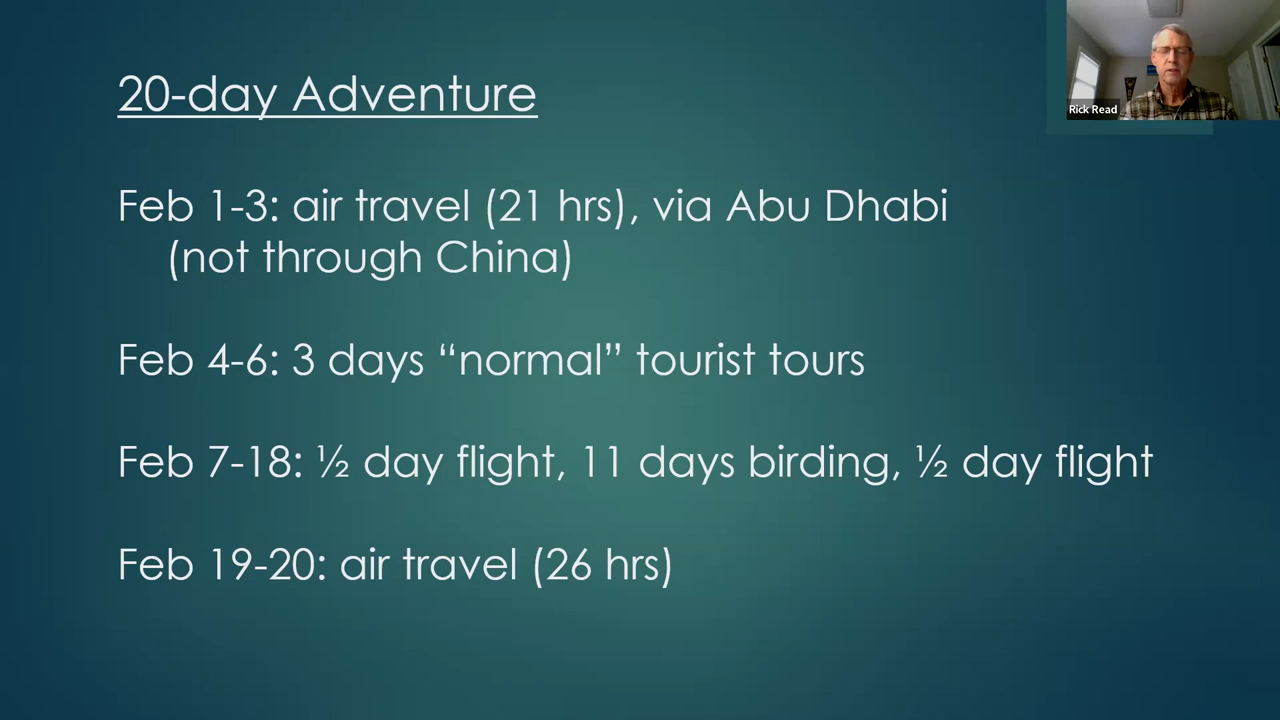 20-day Adventure
Rick Read
Feb 1-3: air travel (21 hrs), via Abu Dhabi
(not through China)
Feb 4-6: 3 days “normal” tourist tours
Feb 7-18: ½ day flight, 11 days birding, ½ day flight
Feb 19-20: air travel (26 hrs)